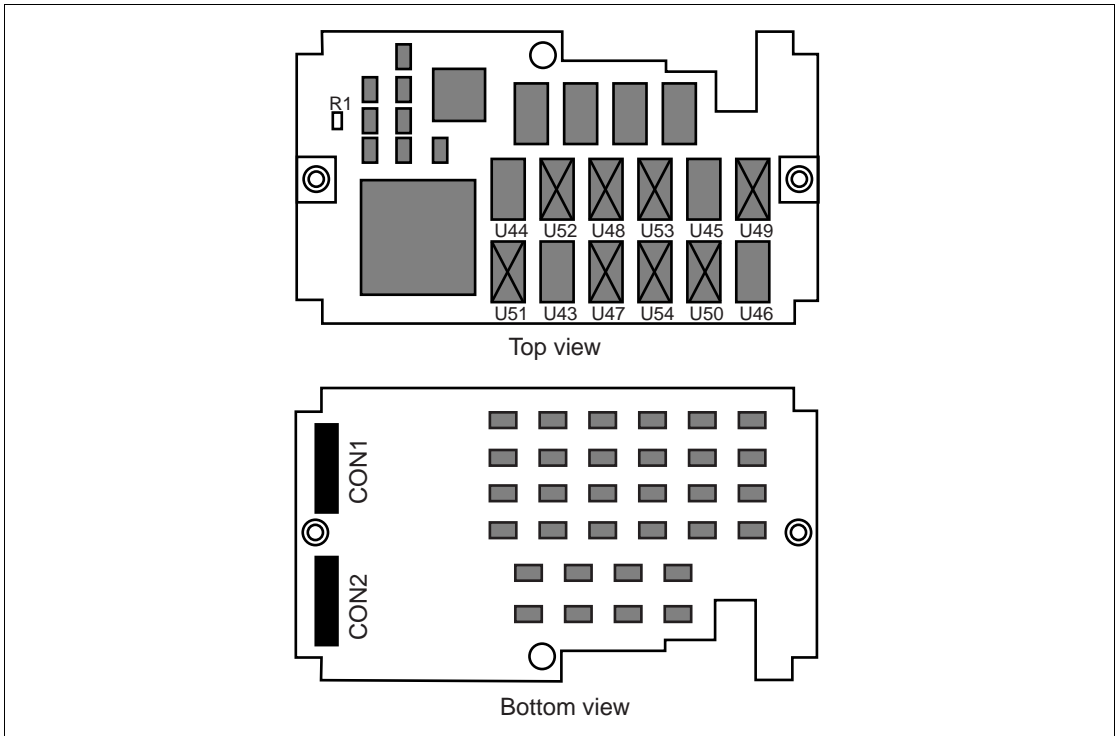 R1
U44 U52 U48 U53 U45 U49
U51 U43 U47 U54 U50 U46
Top view
CON1
CON2
Bottom view